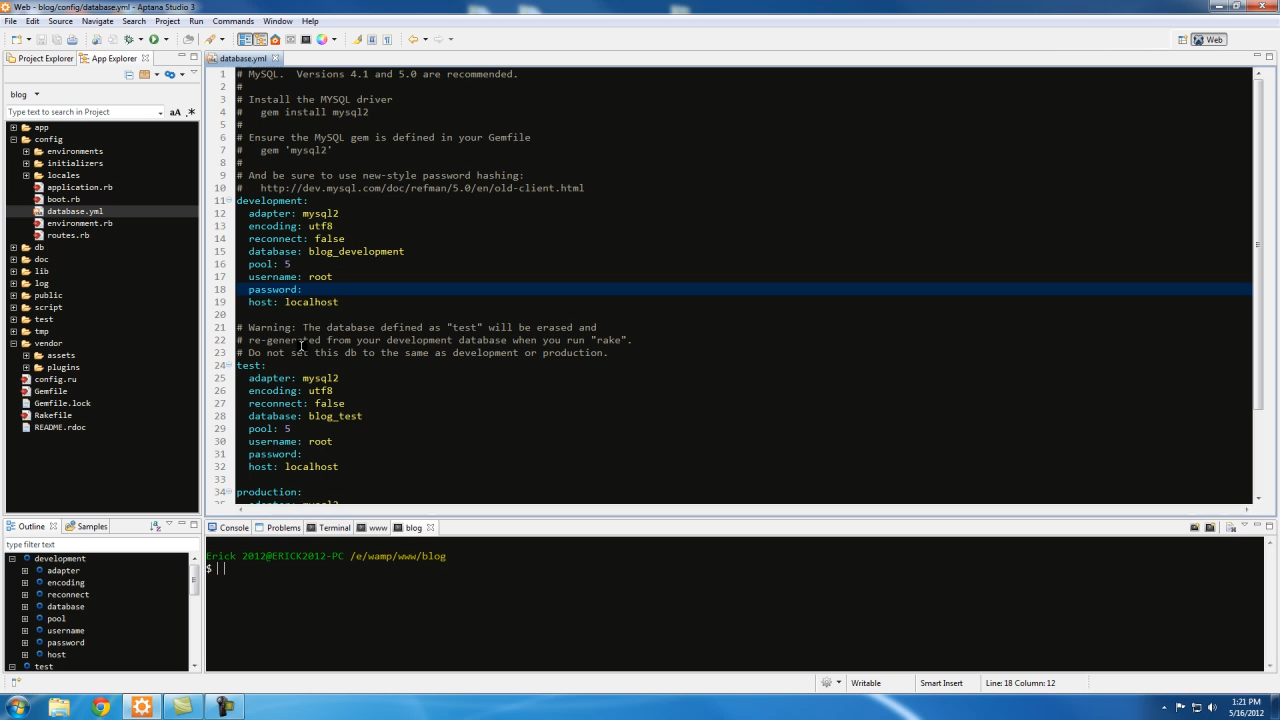 Web - blog/config/database.yml - Aptana Studio 3
File Edit Source Navigate Search Project Run Commands Window Help
Web
Project Explorer App Explorer
database.yml
blog
Type text to search in Project
aA .*
app
config
environments
initializers
locales
application.rb
boot.rb
database.yml
environment.rb
routes.rb
db
doc
lib
log
public
script
test
tmp
vendor
assets
plugins
config.ru
Gemfile
Gemfile.lock
Rakefile
README.rdoc
1 # MySQL.  Versions 4.1 and 5.0 are recommended.
2 #
3 # Install the MYSQL driver
4 #   gem install mysql2
5 #
6 # Ensure the MySQL gem is defined in your Gemfile
7 #   gem 'mysql2'
8 #
9 # And be sure to use new-style password hashing:
10 #   http://dev.mysql.com/doc/refman/5.0/en/old-client.html
11 development:
12 adapter: mysql2
13 encoding: utf8
14 reconnect: false
15 database: blog_development
16 pool: 5
17 username: root
18 password:
19 host: localhost
20
21 # Warning: The database defined as "test" will be erased and
22 # re-generated from your development database when you run "rake".
23 # Do not set this db to the same as development or production.
24 test:
25 adapter: mysql2
26 encoding: utf8
27 reconnect: false
28 database: blog_test
29 pool: 5
30 username: root
31 password:
32 host: localhost
33
34 production:
35 adapter: mysql2
Outline Samples
type filter text
development
adapter
encoding
reconnect
database
pool
username
password
host
test
Console Problems Terminal www blog
Erick 2012@ERICK2012-PC /e/wamp/www/blog
$
Writable Smart Insert Line: 18 Column: 12
1:21 PM
5/16/2012